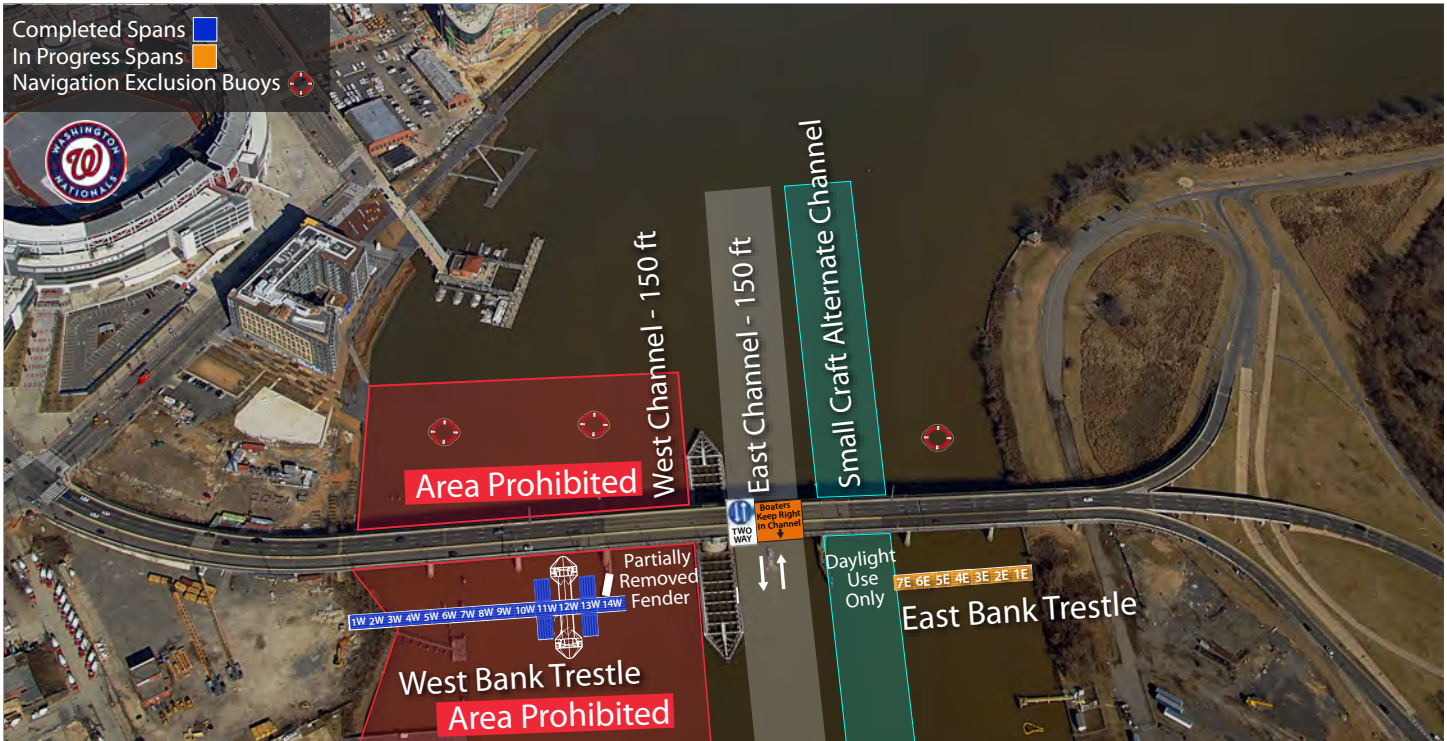 Completed Spans
In Progress Spans
Navigation Exclusion Buoys
WASHINGTON
W
NATIONALS
West Channel - 150 ft
East Channel - 150 ft
Small Craft Alternate Channel
Area Prohibited
TWO
WAY
Boaters
Keep Right
In Channel
Partially
Removed
Fender
Daylight
Use
Only
1W 2W 3W 4W 5W 6W 7W 8W 9W 10W 11W 12W 13W 14W
7E 6E 5E 4E 3E 2E 1E
East Bank Trestle
West Bank Trestle
Area Prohibited